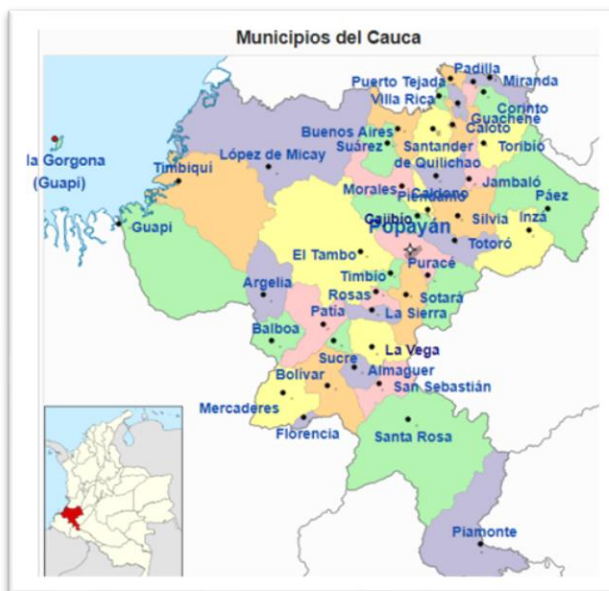 Municipios del Cauca
Padilla
Puerto Tejada
Miranda
Villa Rica
Corinto
Guachené
Buenos Aires
Caloto
Suárez
Santander
de Quilichao
Toribío
la Gorgona
(Guapi)
Timbiquí
López de Micay
Morales
Caldono
Piendamó
Jambaló
Páez
Cajibío
Silvia
Inzá
Guapi
Popayán
Totoró
El Tambo
Puracé
Timbío
Argelia
Rosas
Sotará
Patía
La Sierra
Balboa
Sucre
La Vega
Almaguer
Bolívar
San Sebastián
Mercaderes
Florencia
Santa Rosa
Piamonte